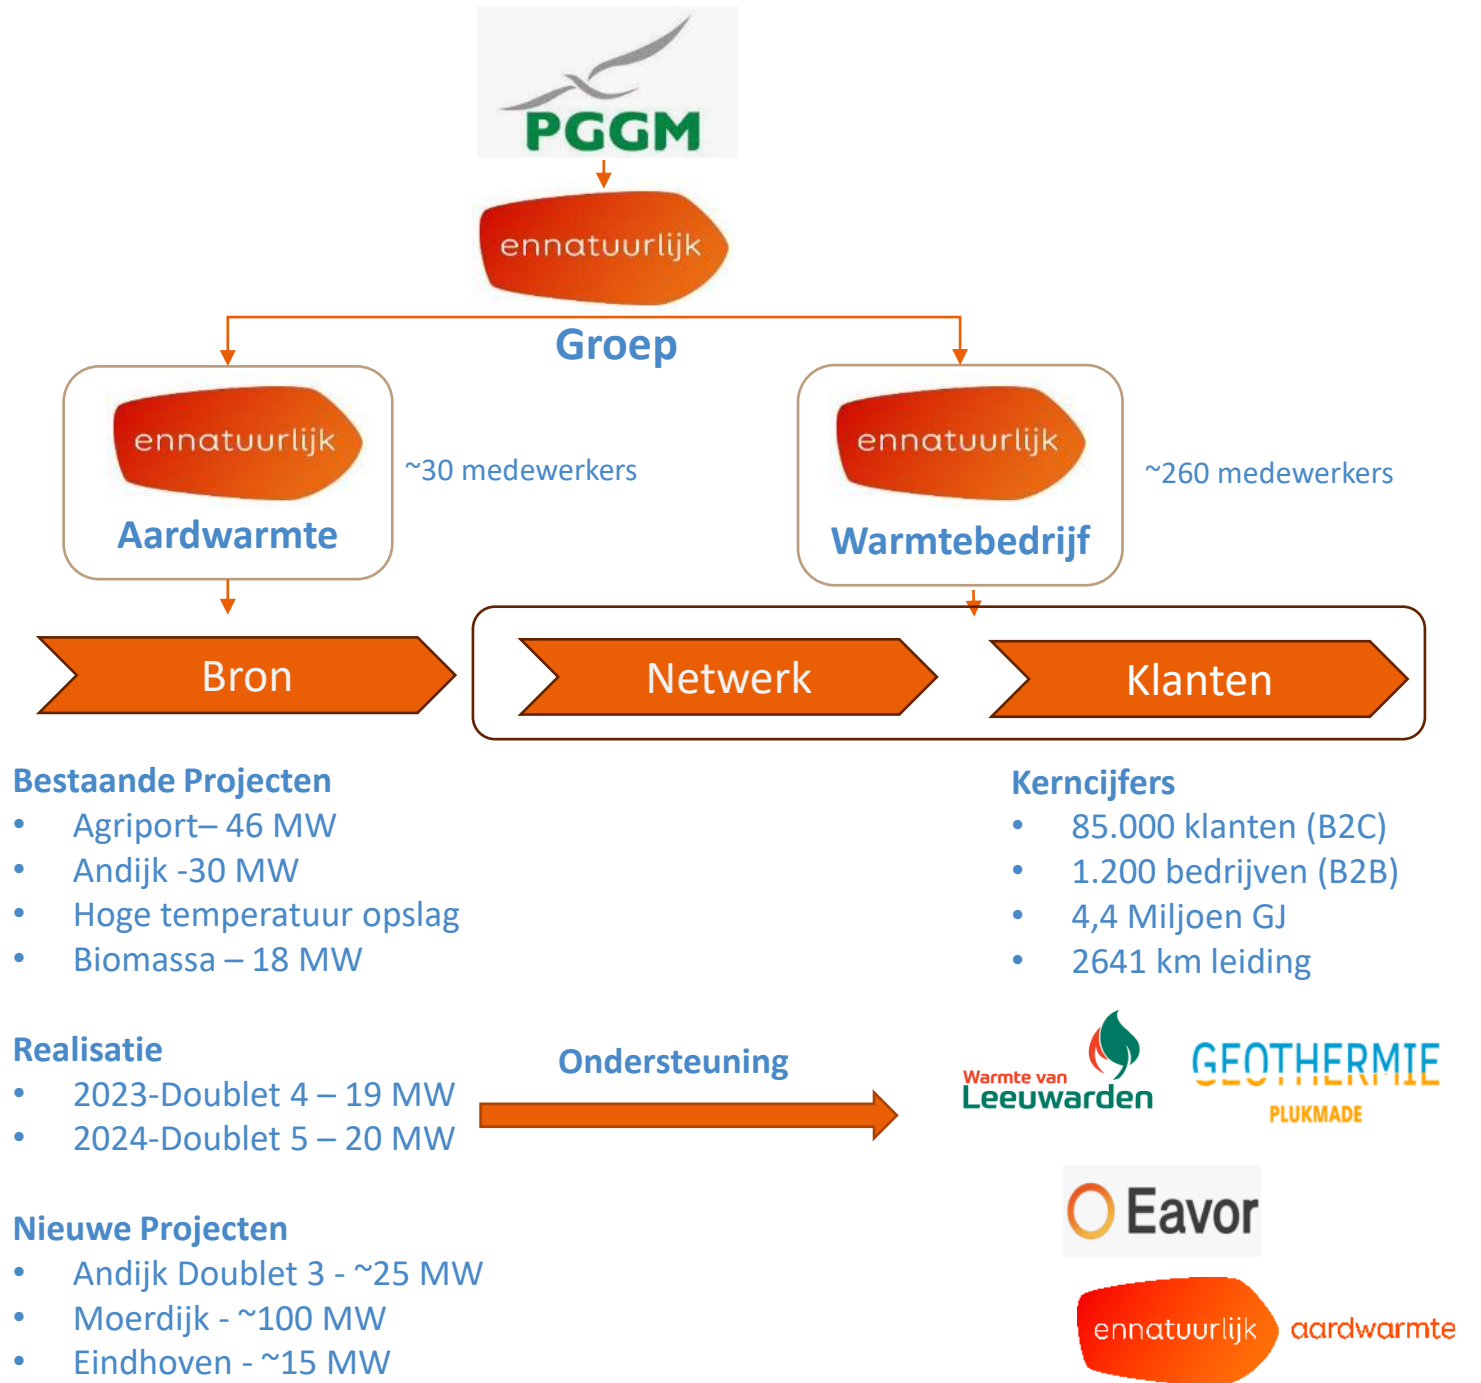 PGGM
ennatuurlijk
Groep
ennatuurlijk
Aardwarmte
~30 medewerkers
ennatuurlijk
Warmtebedrijf
~260 medewerkers
Bron
Netwerk
Klanten
Bestaande Projecten
• Agriport– 46 MW
• Andijk -30 MW
• Hoge temperatuur opslag
• Biomassa – 18 MW
Realisatie
• 2023-Doublet 4 – 19 MW
• 2024-Doublet 5 – 20 MW
Nieuwe Projecten
• Andijk Doublet 3 - ~25 MW
• Moerdijk - ~100 MW
• Eindhoven - ~15 MW
Ondersteuning
Kerncijfers
• 85.000 klanten (B2C)
• 1.200 bedrijven (B2B)
• 4,4 Miljoen GJ
• 2641 km leiding
Warmte van
Leeuwarden
GEOTHERMIE
PLUKMADE
Eavor
ennatuurlijk aardwarmte